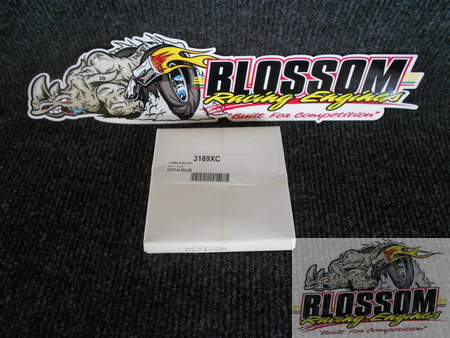 BLOSSOM
Racing Engines
"Built For Competition"
3169XC
BLOSSOM
Racing Engines
"Built For Competition"